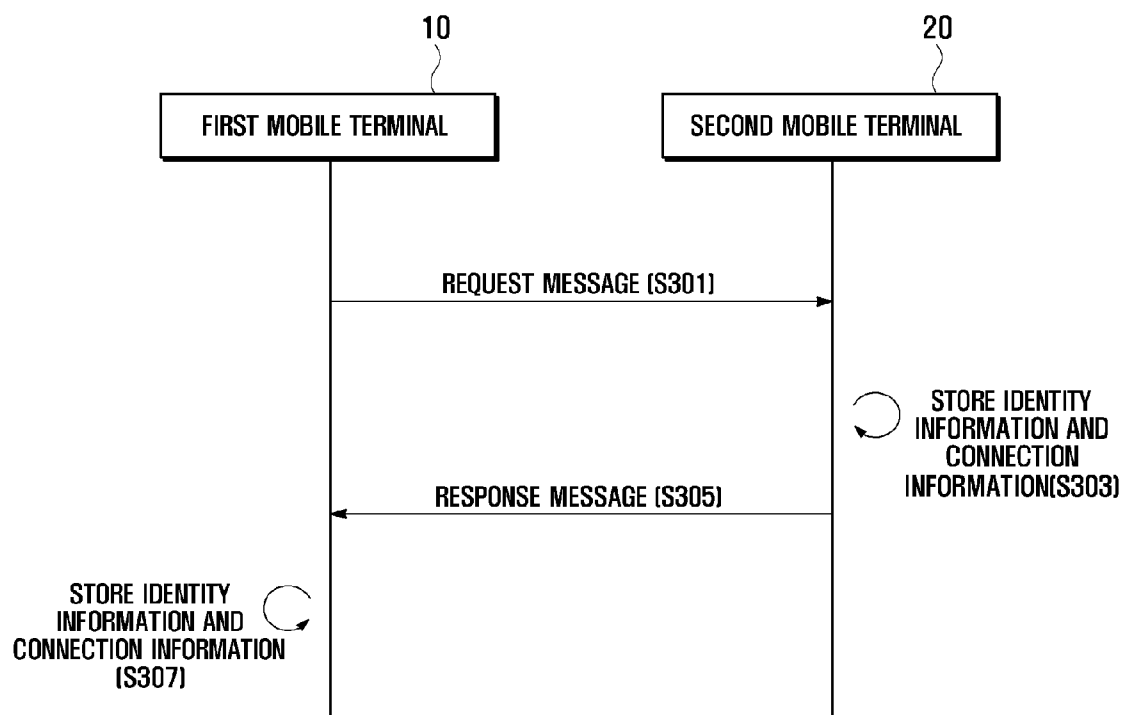 10
20
FIRST MOBILE TERMINAL
SECOND MOBILE TERMINAL
REQUEST MESSAGE (S301)
STORE IDENTITY
INFORMATION AND
CONNECTION
INFORMATION(S303)
RESPONSE MESSAGE (S305)
STORE IDENTITY
INFORMATION AND
CONNECTION INFORMATION
(S307)